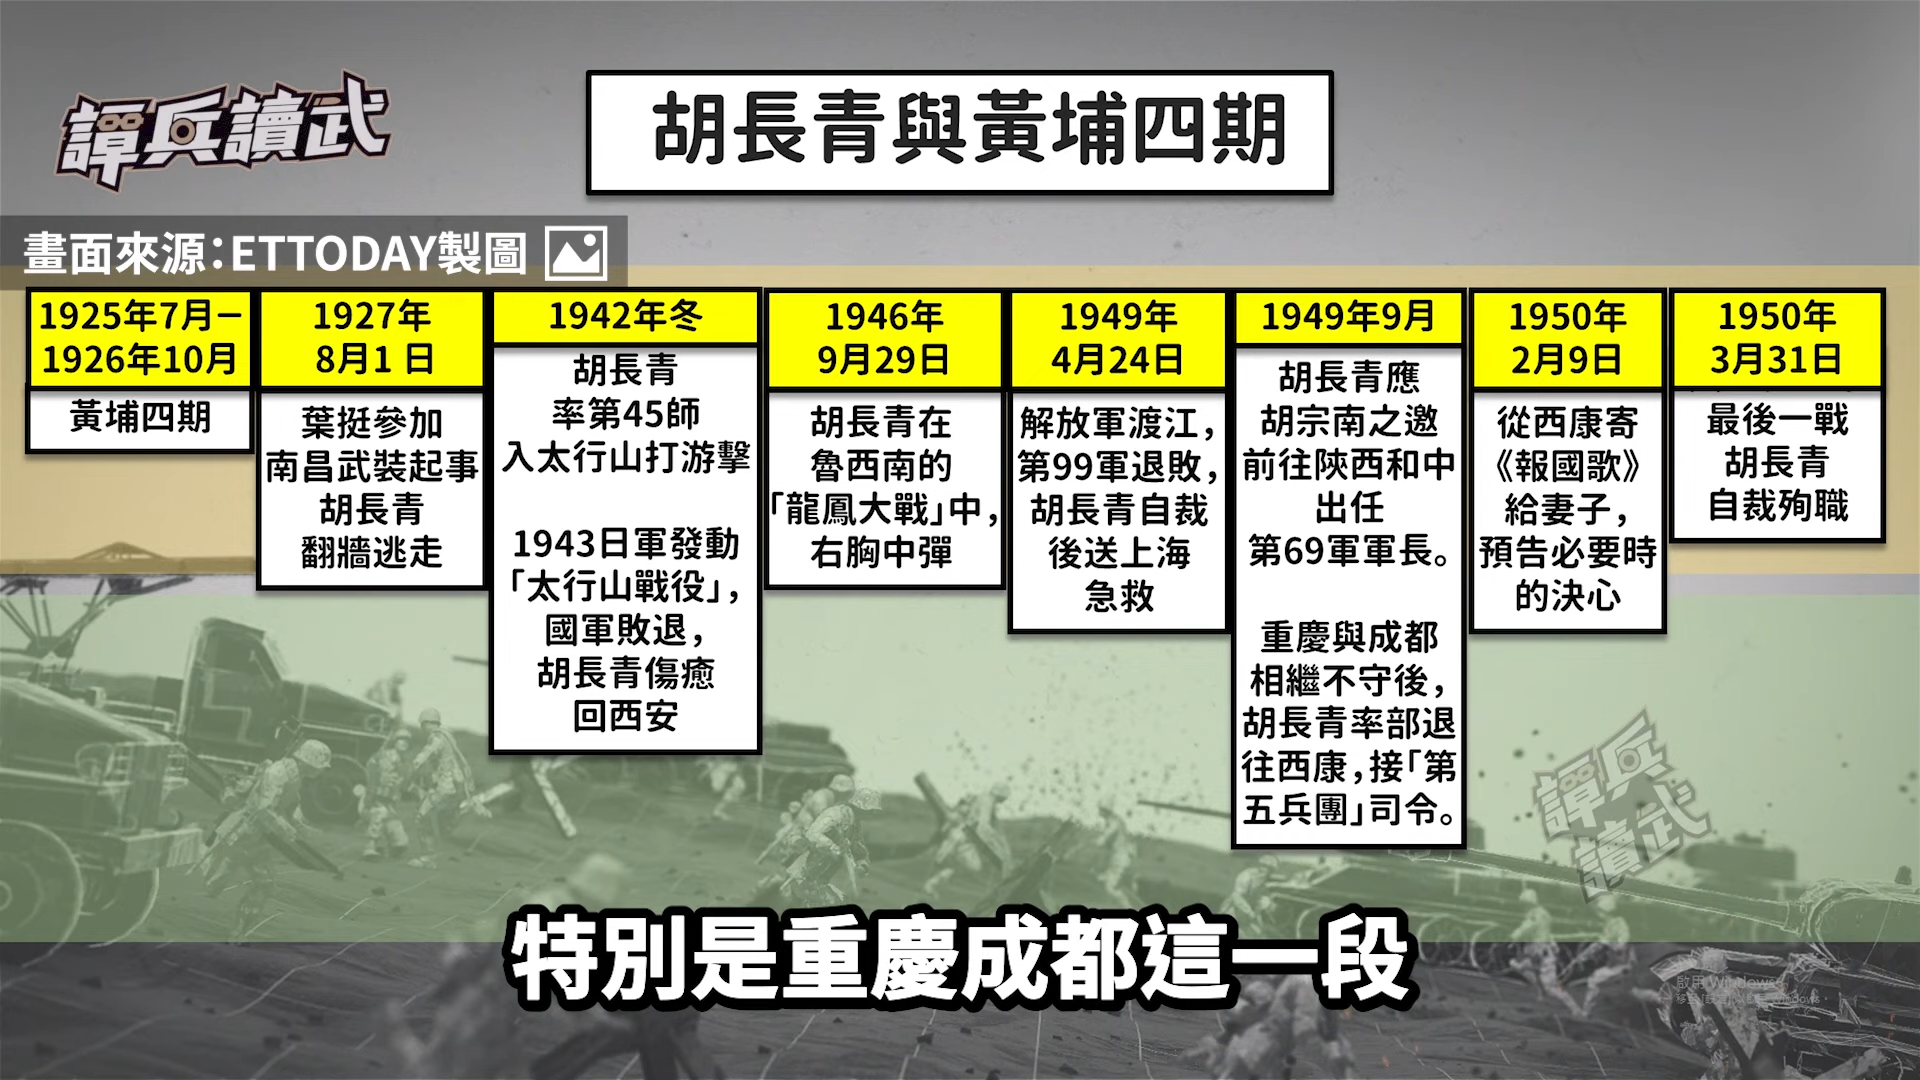 譚兵讀武
胡長青與黃埔四期
畫面來源：ETTODAY製圖
1925年7月－
1926年10月
黃埔四期
1927年
8月1 日
葉挺參加
南昌武裝起事
胡長青
翻牆逃走
1942年冬
胡長青
率第45師
入太行山打游擊
1943日軍發動
「太行山戰役」，
國軍敗退，
胡長青傷癒
回西安
1946年
9月29日
胡長青在
魯西南的
「龍鳳大戰」中，
右胸中彈
1949年
4月24日
解放軍渡江，
第99軍退敗，
胡長青自裁
後送上海
急救
1949年9月
胡長青應
胡宗南之邀
前往陝西和中
出任
第69軍軍長。
重慶與成都
相繼不守後，
胡長青率部退
往西康，接「第
五兵團」司令。
1950年
2月9日
從西康寄
《報國歌》
給妻子，
預告必要時
的決心
1950年
3月31日
最後一戰
胡長青
自裁殉職
譚兵
讀武
特別是重慶成都這一段
啟用 Windows